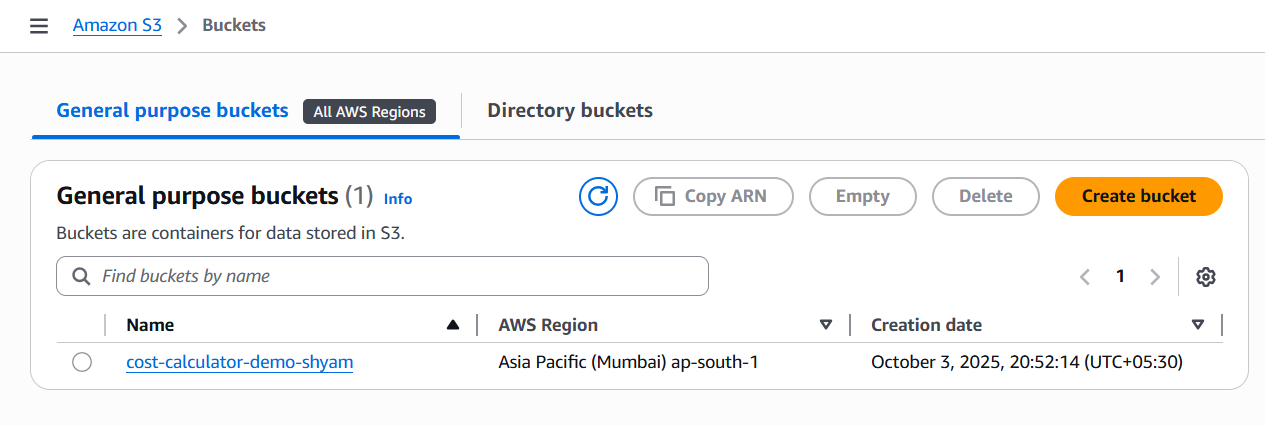 Amazon S3 > Buckets
General purpose buckets All AWS Regions Directory buckets
General purpose buckets (1) Info Copy ARN Empty Delete Create bucket
Buckets are containers for data stored in S3.
Find buckets by name 1
Name AWS Region Creation date
cost-calculator-demo-shyam Asia Pacific (Mumbai) ap-south-1 October 3, 2025, 20:52:14 (UTC+05:30)